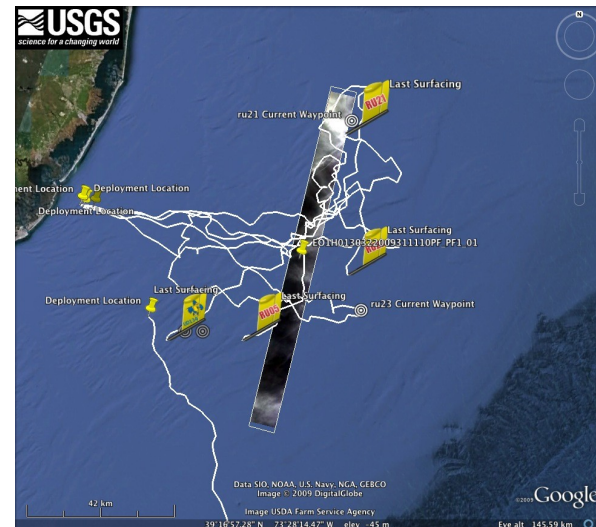 USGS
science for a changing world
N
Last Surfacing
RU21
ru21 Current Waypoint
ment Location
Deployment Location
Deployment Location
Last Surfacing
EO1H0130322009311110PF_PF1_01
Last Surfacing
Last Surfacing
Deployment Location
RU05
ru23 Current Waypoint
Data SIO, NOAA, U.S. Navy, NGA, GEBCO
Image © 2009 DigitalGlobe
©2009 Google
42 km
Image USDA Farm Service Agency
39°16'57.28" N 73°28'14.47" W elev -45 m
Eye alt 145.59 km